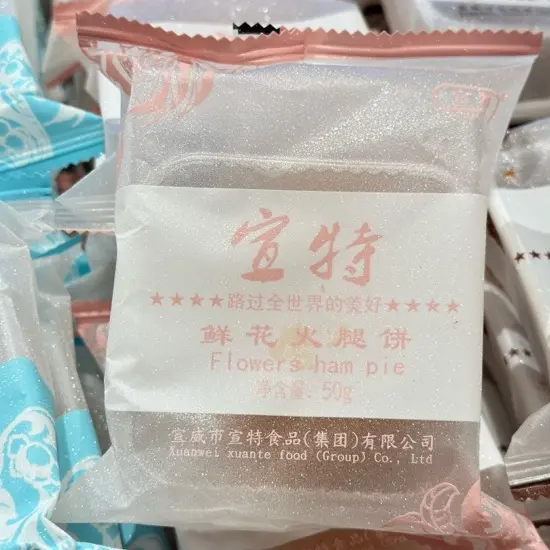 宣特
★★★★路过全世界的美好★★★★
鲜花火腿饼
Flowers ham pie
净含量: 50g
宣威市宣特食品(集团)有限公司
Xuanwei xuante food (Group) Co., Ltd